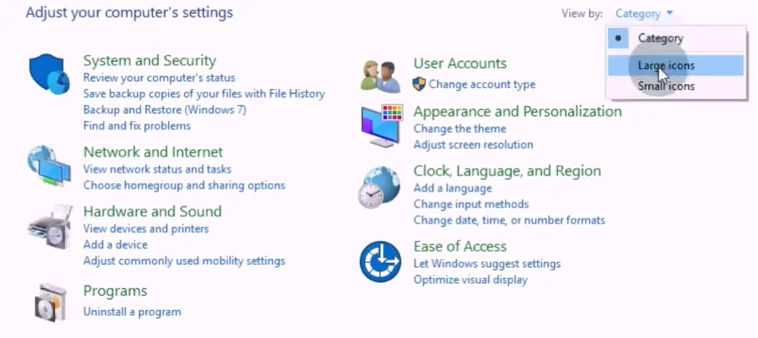 Adjust your computer's settings
View by: Category
Category
Large icons
Small icons
System and Security
Review your computer's status
Save backup copies of your files with File History
Backup and Restore (Windows 7)
Find and fix problems
Network and Internet
View network status and tasks
Choose homegroup and sharing options
Hardware and Sound
View devices and printers
Add a device
Adjust commonly used mobility settings
Programs
Uninstall a program
User Accounts
Change account type
Appearance and Personalization
Change the theme
Adjust screen resolution
Clock, Language, and Region
Add a language
Change input methods
Change date, time, or number formats
Ease of Access
Let Windows suggest settings
Optimize visual display